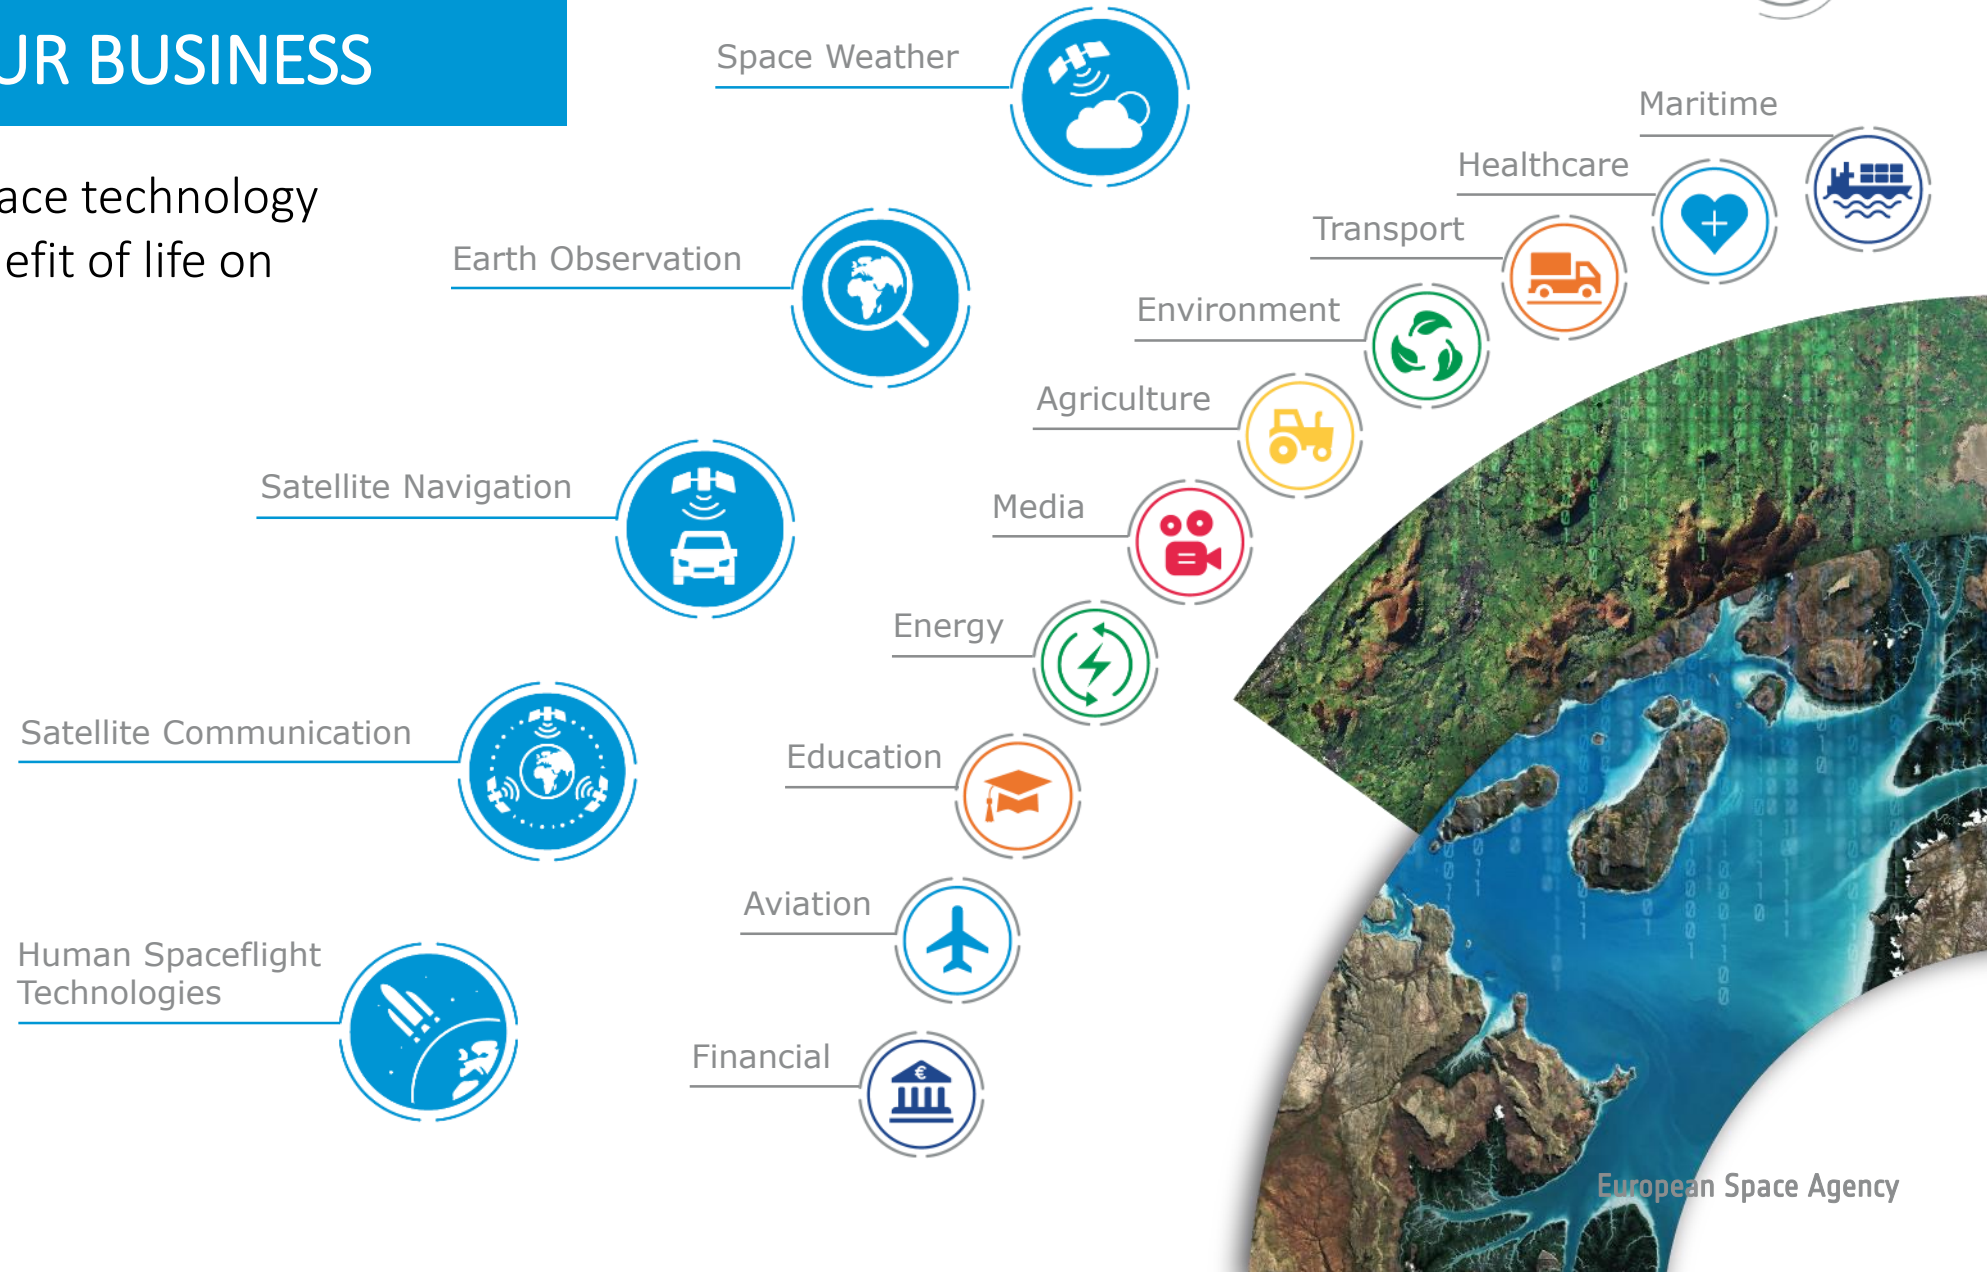 UR BUSINESS
ace technology
efit of life on
Space Weather
Earth Observation
Satellite Navigation
Satellite Communication
Human Spaceflight
Technologies
Maritime
Healthcare
Transport
Environment
Agriculture
Media
Energy
Education
Aviation
Financial
€
European Space Agency